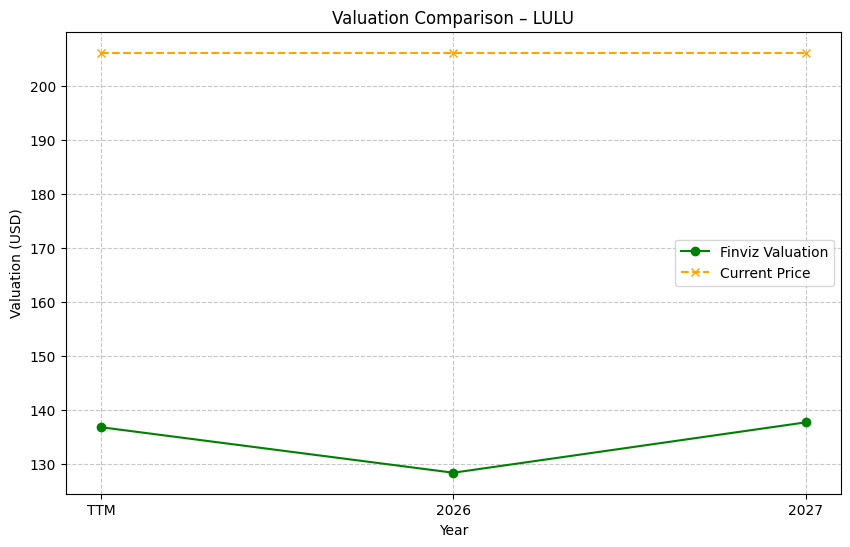 Valuation Comparison – LULU
Valuation (USD)
200
190
180
170
160
150
140
130
Finviz Valuation
Current Price
TTM
2026
2027
Year